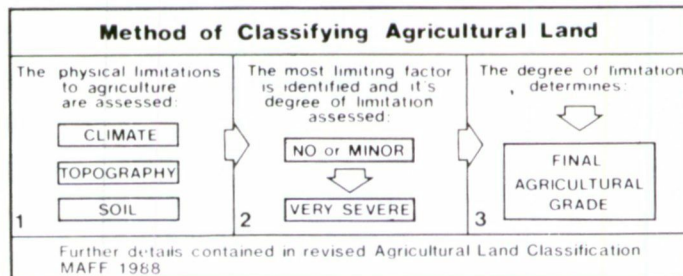 Method of Classifying Agricultural Land
The physical limitations
to agriculture
are assessed:
CLIMATE
TOPOGRAPHY
SOIL
1
The most limiting factor
is identified and it's
degree of limitation
assessed:
NO or MINOR
VERY SEVERE
2
The degree of limitation
determines:
FINAL
AGRICULTURAL
GRADE
3
Further details contained in revised Agricultural Land Classification
MAFF 1988